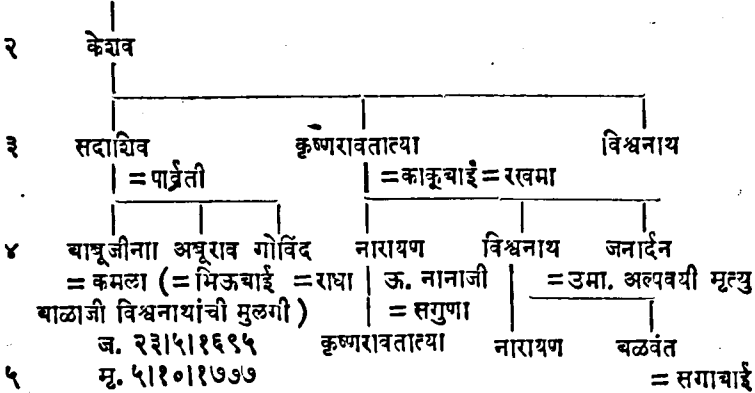 २ केशव
३ सदाशिव कृष्णरावतात्या विश्वनाथ
= पार्वती = काकूबाई = रखमा
४ बाबूजीना अबूराव गोविंद नारायण विश्वनाथ जनार्दन
= कमला (= भिऊबाई = राधा ऊ. नानाजी = उमा. अल्पवयी मृत्यु
बाळाजी विश्वनाथांची मुलगी) = सगुणा
ज. २३|५|१६९५ कृष्णरावतात्या नारायण बळवंत
५ मृ. ५|१०|१७७७ = सगाबाई